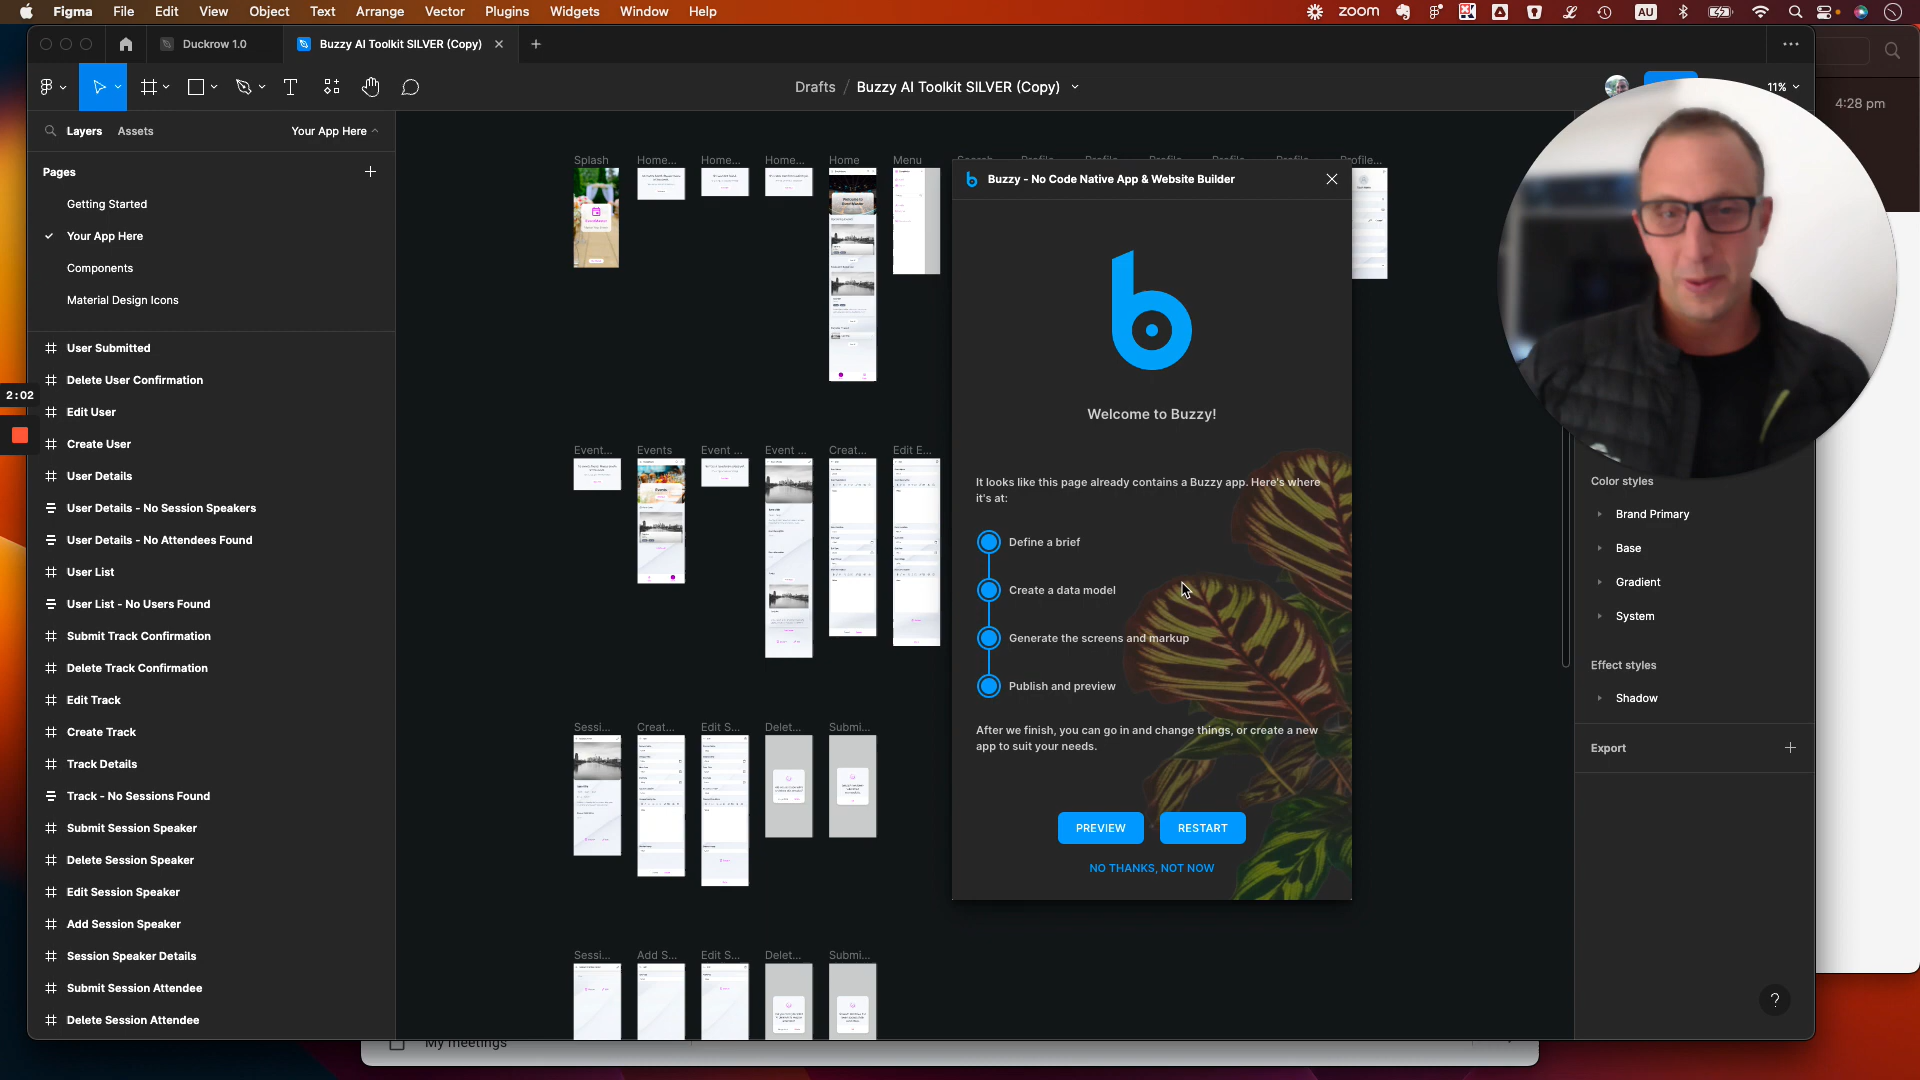 Figma File Edit View Object Text Arrange Vector Plugins Widgets Window Help
zoom AU
Duckrow 1.0
Buzzy AI Toolkit SILVER (Copy)
Drafts / Buzzy AI Toolkit SILVER (Copy)
11%
4:28 pm
Layers Assets Your App Here
Pages
Getting Started
Your App Here
Components
Material Design Icons
User Submitted
Delete User Confirmation
2:02
Edit User
Create User
User Details
User Details - No Session Speakers
User Details - No Attendees Found
User List
User List - No Users Found
Submit Track Confirmation
Delete Track Confirmation
Edit Track
Create Track
Track Details
Track - No Sessions Found
Submit Session Speaker
Delete Session Speaker
Edit Session Speaker
Add Session Speaker
Session Speaker Details
Submit Session Attendee
Delete Session Attendee
Splash Home... Home... Home... Home Menu
Profile...
Event... Events Event ... Event ... Creat... Edit E...
Sessi... Creat... Edit S... Delet... Submi...
Sessi... Add S... Edit S... Delet... Submi...
Buzzy - No Code Native App & Website Builder
Welcome to Buzzy!
It looks like this page already contains a Buzzy app. Here's where
it's at:
Define a brief
Create a data model
Generate the screens and markup
Publish and preview
After we finish, you can go in and change things, or create a new
app to suit your needs.
PREVIEW RESTART
NO THANKS, NOT NOW
Color styles
Brand Primary
Base
Gradient
System
Effect styles
Shadow
Export
?
My meetings